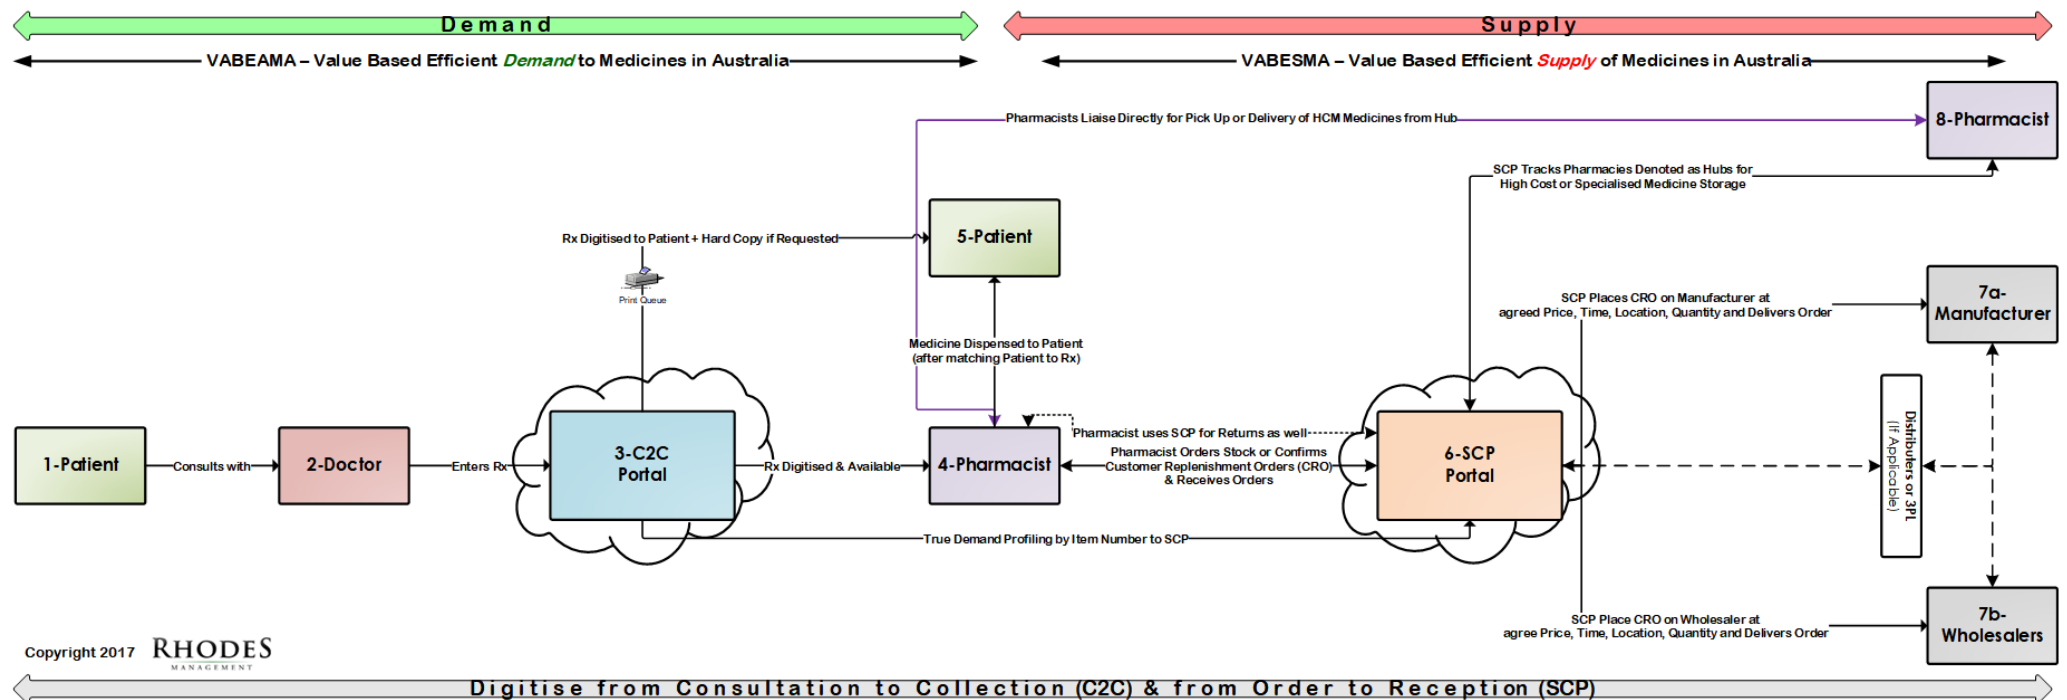 Demand
Supply
VABEAMA – Value Based Efficient Demand to Medicines in Australia
VABESMA – Value Based Efficient Supply of Medicines in Australia
Pharmacists Liaise Directly for Pick Up or Delivery of HCM Medicines from Hub
8-Pharmacist
SCP Tracks Pharmacies Denoted as Hubs for
High Cost or Specialised Medicine Storage
Rx Digitised to Patient + Hard Copy if Requested
5-Patient
Print Queue
SCP Places CRO on Manufacturer at
agreed Price, Time, Location, Quantity and Delivers Order
7a-
Manufacturer
Medicine Dispensed to Patient
(after matching Patient to Rx)
1-Patient
Consults with
2-Doctor
Enters Rx
3-C2C
Portal
Rx Digitised & Available
4-Pharmacist
Pharmacist uses SCP for Returns as well
Pharmacist Orders Stock or Confirms
Customer Replenishment Orders (CRO)
& Receives Orders
6-SCP
Portal
Distributers or 3PL
(If Applicable)
True Demand Profiling by Item Number to SCP
SCP Place CRO on Wholesaler at
agree Price, Time, Location, Quantity and Delivers Order
7b-
Wholesalers
Copyright 2017
RHODES
MANAGEMENT
Digitise from Consultation to Collection (C2C) & from Order to Reception (SCP)